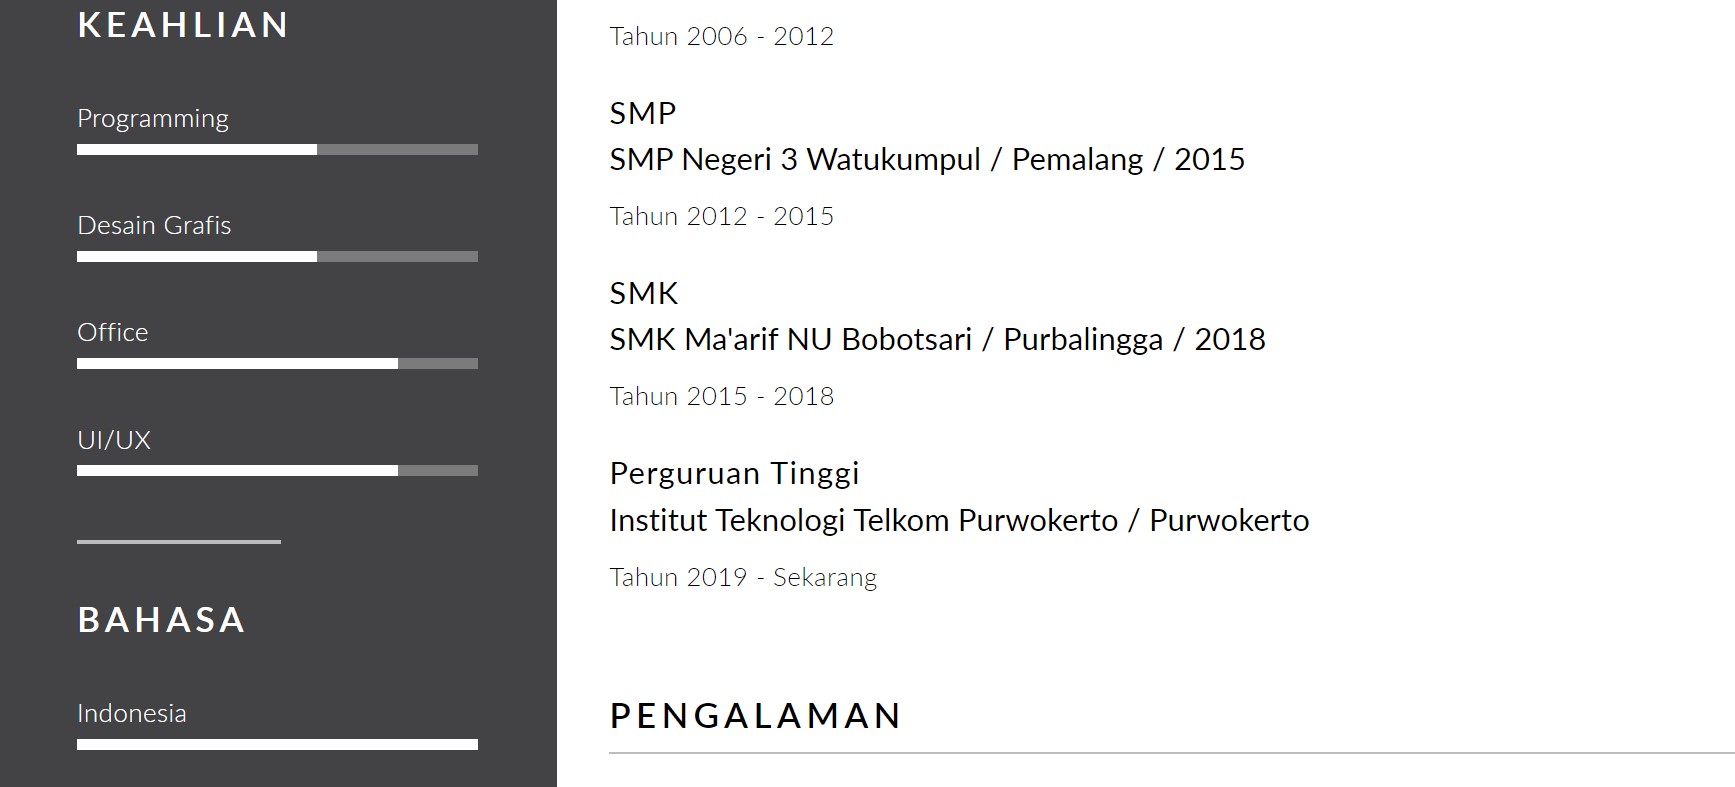 KEAHLIAN
Programming
Desain Grafis
Office
UI/UX
BAHASA
Indonesia
Tahun 2006 - 2012
SMP
SMP Negeri 3 Watukumpul / Pemalang / 2015
Tahun 2012 - 2015
SMK
SMK Ma'arif NU Bobotsari / Purbalingga / 2018
Tahun 2015 - 2018
Perguruan Tinggi
Institut Teknologi Telkom Purwokerto / Purwokerto
Tahun 2019 - Sekarang
PENGALAMAN